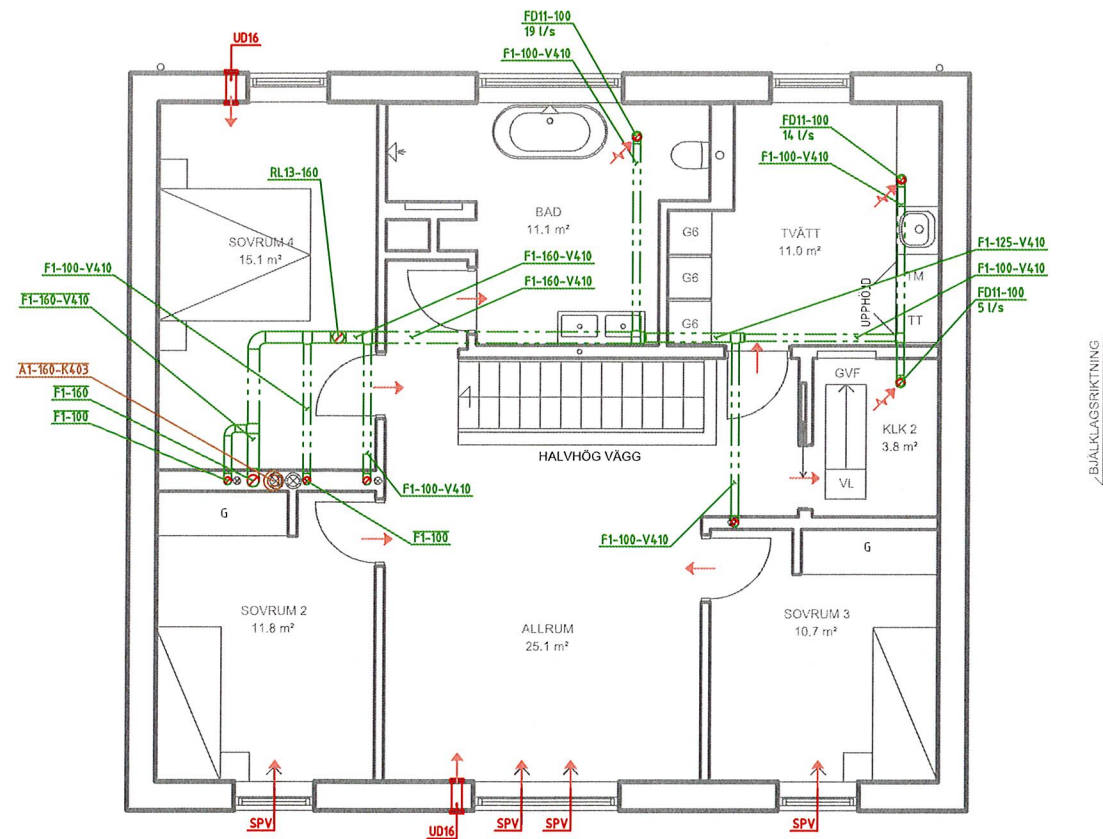 FD11-100
19 l/s
UD16
F1-100-V410
FD11-100
14 l/s
F1-100-V410
RL13-160
BAD
11.1 m²
G6
TVÄTT
11.0 m²
SOVRUM 4
15.1 m²
F1-160-V410
F1-125-V410
F1-100-V410
F1-100-V410
G6
TM
F1-160-V410
F1-160-V410
UPPHÖJD
FD11-100
5 l/s
G6
TT
A1-160-K403
GVF
BJÄLKLAGSRIKTNING
F1-160
F1-100
KLK 2
3.8 m²
HALVHÖG VÄGG
VL
F1-100-V410
G
F1-100
F1-100-V410
G
SOVRUM 2
11.8 m²
ALLRUM
25.1 m²
SOVRUM 3
10.7 m²
SPV
UD16
SPV
SPV
SPV